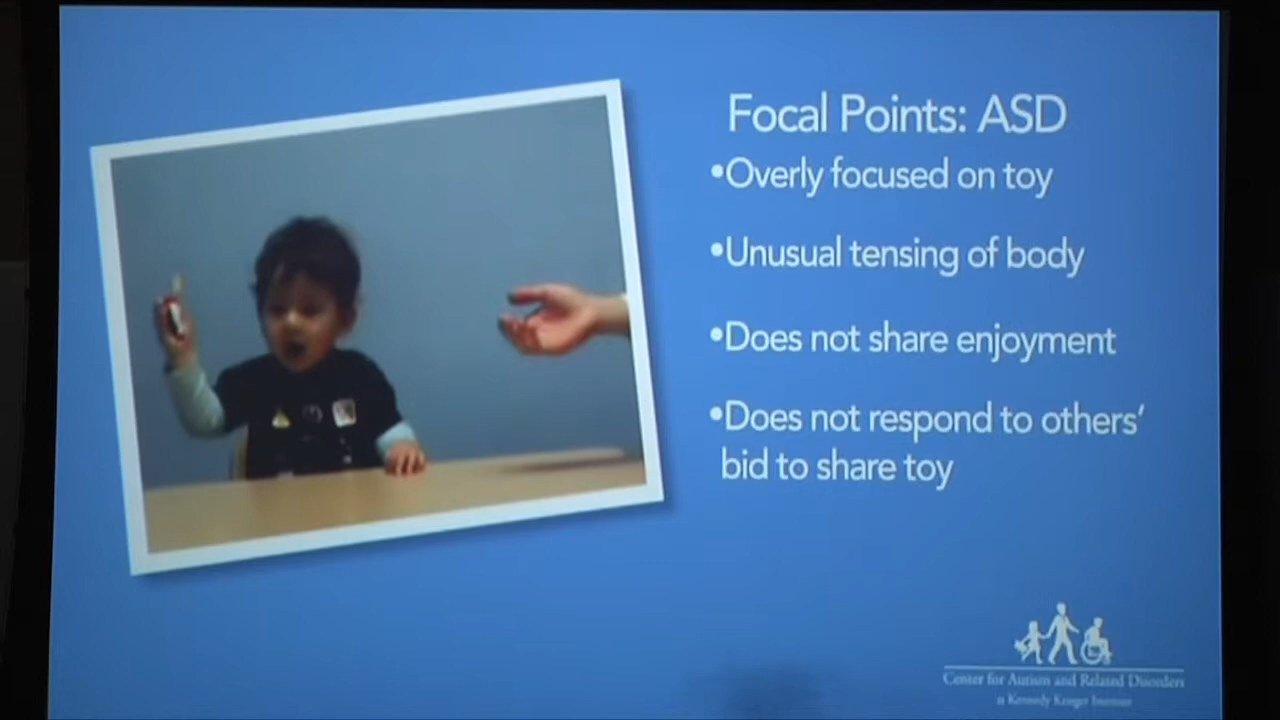 Focal Points: ASD
•Overly focused on toy
•Unusual tensing of body
•Does not share enjoyment
•Does not respond to others'
bid to share toy
Center for Autism and Related Disorders
at Kennedy Krieger Institute